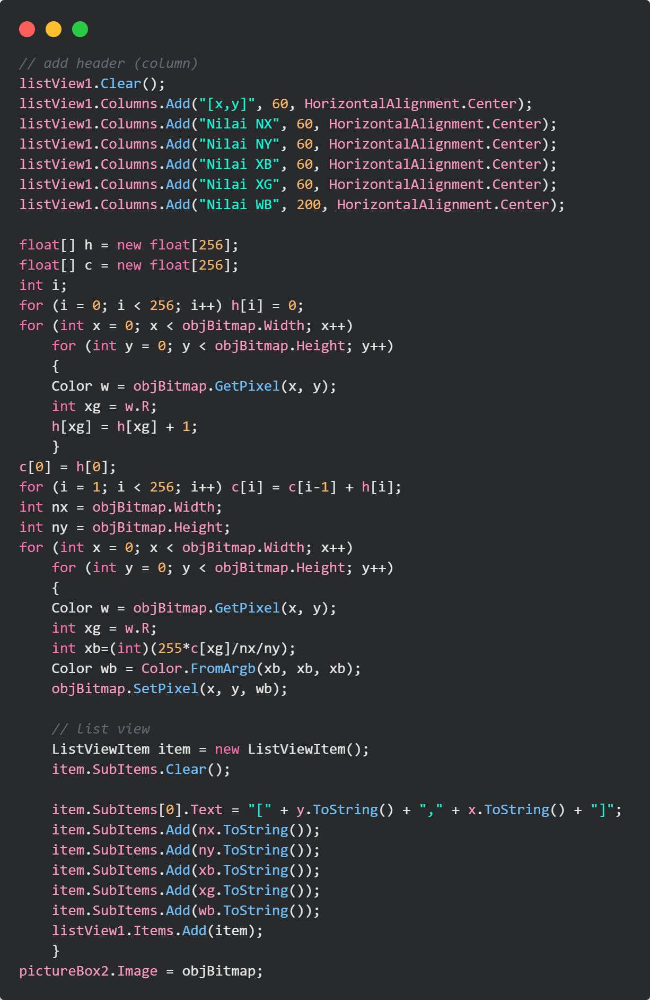 // add header (column)
listView1.Clear();
listView1.Columns.Add("[x,y]", 60, HorizontalAlignment.Center);
listView1.Columns.Add("Nilai NX", 60, HorizontalAlignment.Center);
listView1.Columns.Add("Nilai NY", 60, HorizontalAlignment.Center);
listView1.Columns.Add("Nilai XB", 60, HorizontalAlignment.Center);
listView1.Columns.Add("Nilai XG", 60, HorizontalAlignment.Center);
listView1.Columns.Add("Nilai WB", 200, HorizontalAlignment.Center);

float[] h = new float[256];
float[] c = new float[256];
int i;
for (i = 0; i < 256; i++) h[i] = 0;
for (int x = 0; x < objBitmap.Width; x++)
    for (int y = 0; y < objBitmap.Height; y++)
    {
    Color w = objBitmap.GetPixel(x, y);
    int xg = w.R;
    h[xg] = h[xg] + 1;
    }
c[0] = h[0];
for (i = 1; i < 256; i++) c[i] = c[i-1] + h[i];
int nx = objBitmap.Width;
int ny = objBitmap.Height;
for (int x = 0; x < objBitmap.Width; x++)
    for (int y = 0; y < objBitmap.Height; y++)
    {
    Color w = objBitmap.GetPixel(x, y);
    int xg = w.R;
    int xb=(int)(255*c[xg]/nx/ny);
    Color wb = Color.FromArgb(xb, xb, xb);
    objBitmap.SetPixel(x, y, wb);

    // list view
    ListViewItem item = new ListViewItem();
    item.SubItems.Clear();

    item.SubItems[0].Text = "[" + y.ToString() + "," + x.ToString() + "]";
    item.SubItems.Add(nx.ToString());
    item.SubItems.Add(ny.ToString());
    item.SubItems.Add(xb.ToString());
    item.SubItems.Add(xg.ToString());
    item.SubItems.Add(wb.ToString());
    listView1.Items.Add(item);
    }
pictureBox2.Image = objBitmap;